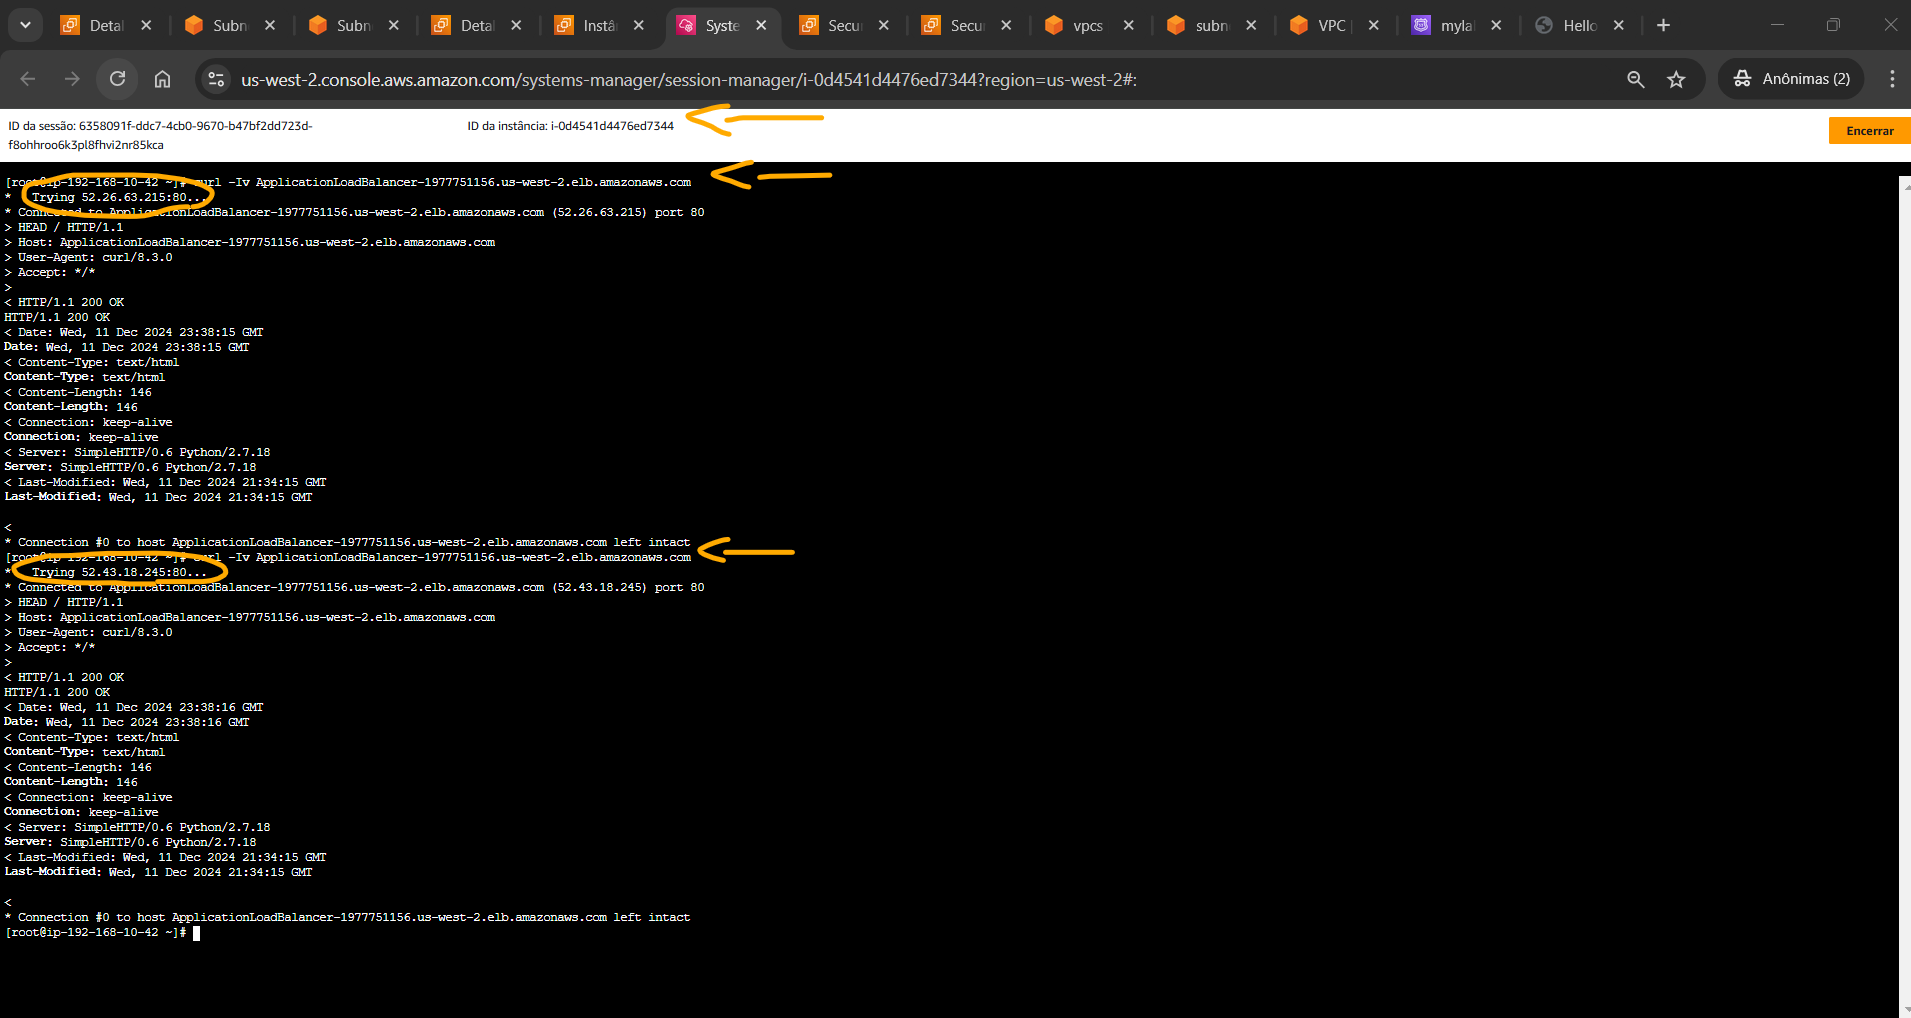 Detal
Subn
Subn
Detal
Instâ
Syste
Secu
Secur
vpcs
subn
VPC |
myla
Hello
us-west-2.console.aws.amazon.com/systems-manager/session-manager/i-0d4541d4476ed7344?region=us-west-2#:
Anônimas (2)
ID da sessão: 6358091f-ddc7-4cb0-9670-b47bf2dd723d-
f8ohhroo6k3pl8fhvi2nr85kca
ID da instância: i-0d4541d4476ed7344
Encerrar
[root@ip-192-168-10-42 ~]# curl -Iv ApplicationLoadBalancer-1977751156.us-west-2.elb.amazonaws.com
*   Trying 52.26.63.215:80...
* Connected to ApplicationLoadBalancer-1977751156.us-west-2.elb.amazonaws.com (52.26.63.215) port 80
> HEAD / HTTP/1.1
> Host: ApplicationLoadBalancer-1977751156.us-west-2.elb.amazonaws.com
> User-Agent: curl/8.3.0
> Accept: */*
>
< HTTP/1.1 200 OK
HTTP/1.1 200 OK
< Date: Wed, 11 Dec 2024 23:38:15 GMT
Date: Wed, 11 Dec 2024 23:38:15 GMT
< Content-Type: text/html
Content-Type: text/html
< Content-Length: 146
Content-Length: 146
< Connection: keep-alive
Connection: keep-alive
< Server: SimpleHTTP/0.6 Python/2.7.18
Server: SimpleHTTP/0.6 Python/2.7.18
< Last-Modified: Wed, 11 Dec 2024 21:34:15 GMT
Last-Modified: Wed, 11 Dec 2024 21:34:15 GMT
<
* Connection #0 to host ApplicationLoadBalancer-1977751156.us-west-2.elb.amazonaws.com left intact
[root@ip-192-168-10-42 ~]# curl -Iv ApplicationLoadBalancer-1977751156.us-west-2.elb.amazonaws.com
*   Trying 52.43.18.245:80...
* Connected to ApplicationLoadBalancer-1977751156.us-west-2.elb.amazonaws.com (52.43.18.245) port 80
> HEAD / HTTP/1.1
> Host: ApplicationLoadBalancer-1977751156.us-west-2.elb.amazonaws.com
> User-Agent: curl/8.3.0
> Accept: */*
>
< HTTP/1.1 200 OK
HTTP/1.1 200 OK
< Date: Wed, 11 Dec 2024 23:38:16 GMT
Date: Wed, 11 Dec 2024 23:38:16 GMT
< Content-Type: text/html
Content-Type: text/html
< Content-Length: 146
Content-Length: 146
< Connection: keep-alive
Connection: keep-alive
< Server: SimpleHTTP/0.6 Python/2.7.18
Server: SimpleHTTP/0.6 Python/2.7.18
< Last-Modified: Wed, 11 Dec 2024 21:34:15 GMT
Last-Modified: Wed, 11 Dec 2024 21:34:15 GMT
<
* Connection #0 to host ApplicationLoadBalancer-1977751156.us-west-2.elb.amazonaws.com left intact
[root@ip-192-168-10-42 ~]#